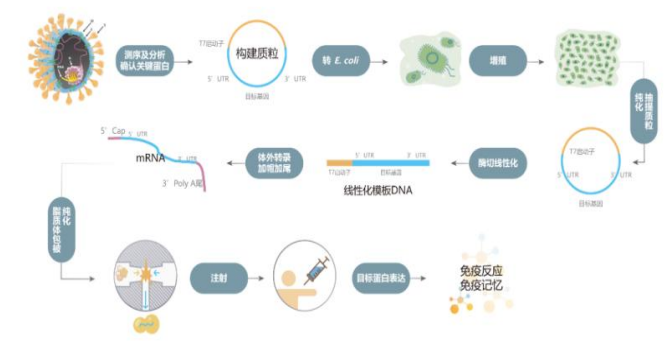 测序及分析
确认关键蛋白
T7启动子
构建质粒
5' UTR
3' UTR
目标基因
转 E. coli
增殖
抽提质粒
纯化
T7启动子
5' UTR
3' UTR
目标基因
酶切线性化
5' UTR
3' UTR
T7启动子
目标基因
线性化模板DNA
体外转录
加帽加尾
5' Cap
5' UTR
mRNA
3' UTR
3' Poly A尾
纯化
脂质体包被
注射
目标蛋白表达
免疫反应
免疫记忆